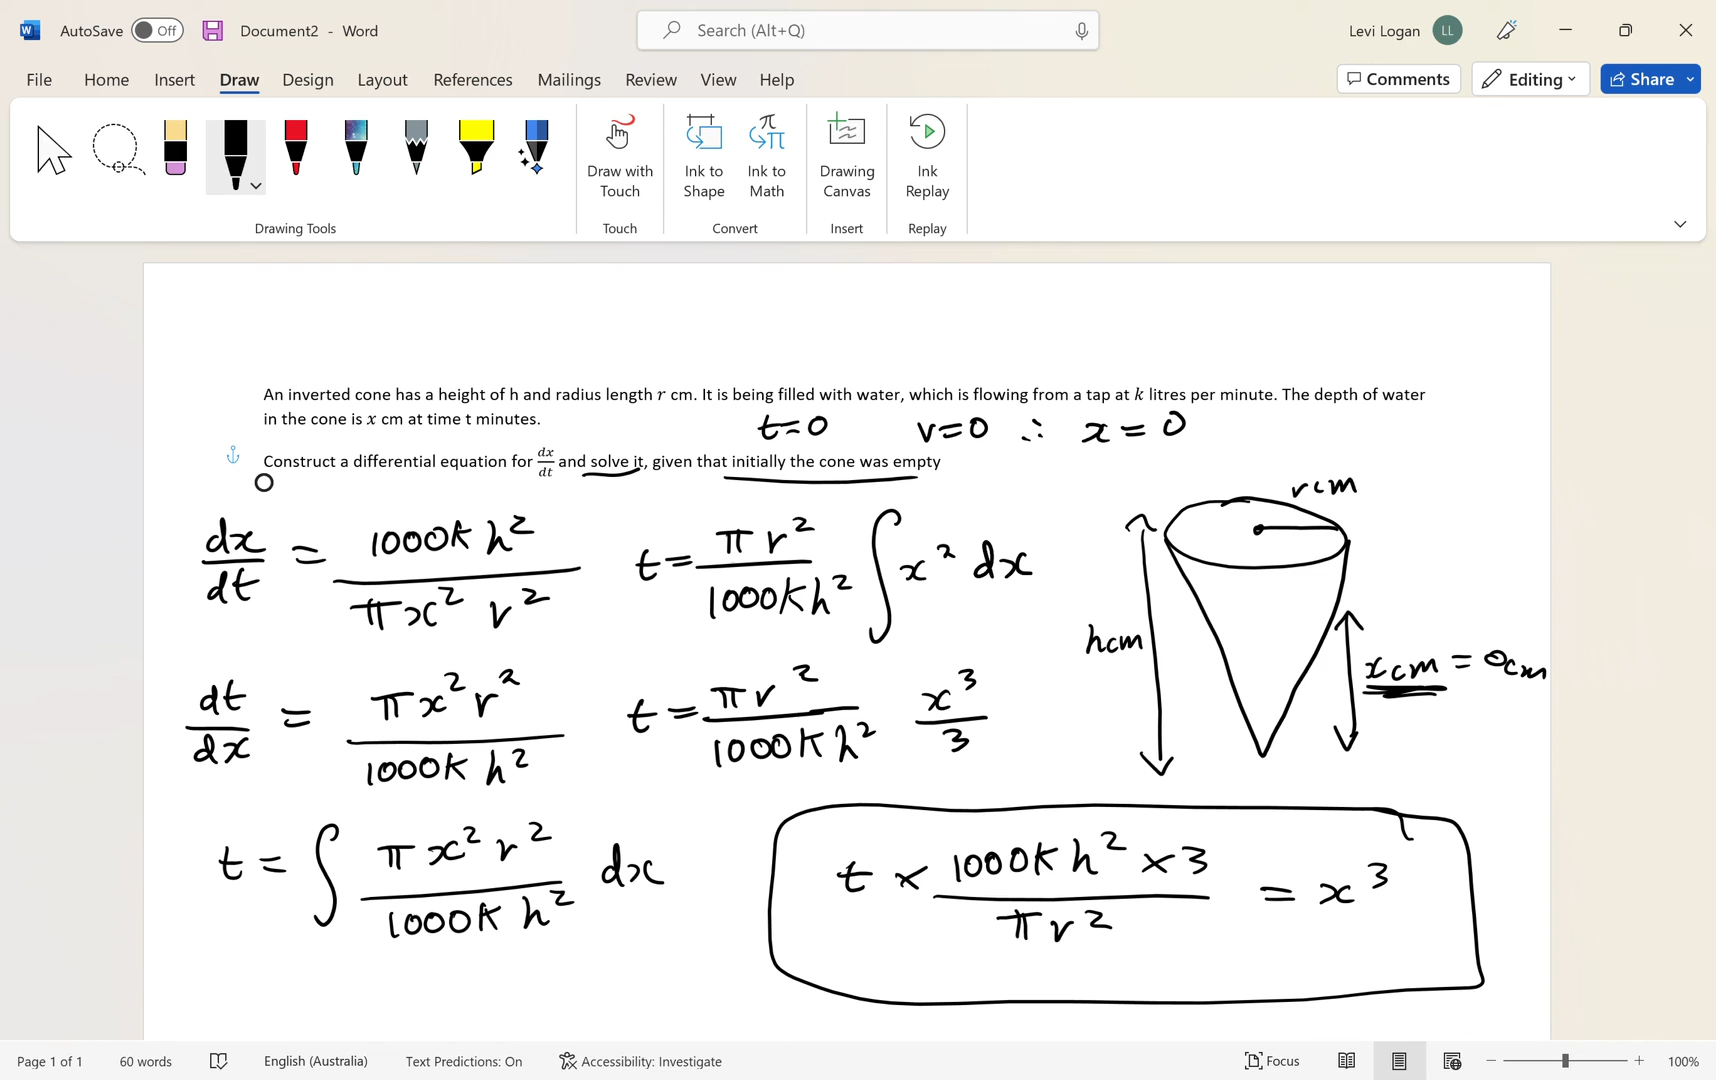 AutoSave Off Document2 - Word Search (Alt+Q) Levi Logan LL
File Home Insert Draw Design Layout References Mailings Review View Help Comments Editing Share
Draw with Touch
Ink to Shape
Ink to Math
Drawing Canvas
Ink Replay
Drawing Tools Touch Convert Insert Replay
An inverted cone has a height of h and radius length r cm. It is being filled with water, which is flowing from a tap at k litres per minute. The depth of water
in the cone is x cm at time t minutes.
t=0 v=0 ∴ x = 0
Construct a differential equation for dx/dt and solve it, given that initially the cone was empty
rcm
hcm
xcm = 0cm
dx/dt = 1000K h² / πx² r²
dt/dx = πx² r² / 1000K h²
t = ∫ πx² r² / 1000K h² dx
t = πr² / 1000Kh² ∫ x² dx
t = πr² / 1000K h² x³/3
t × 1000K h² × 3 / πr² = x³
Page 1 of 1 60 words English (Australia) Text Predictions: On Accessibility: Investigate Focus 100%